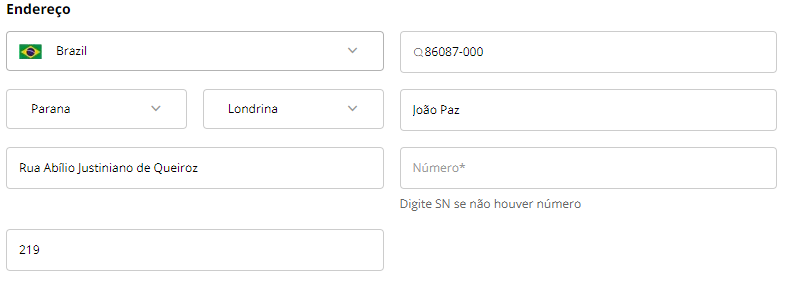 Endereço
Brazil
86087-000
Parana
Londrina
João Paz
Rua Abílio Justiniano de Queiroz
Número*
Digite SN se não houver número
219